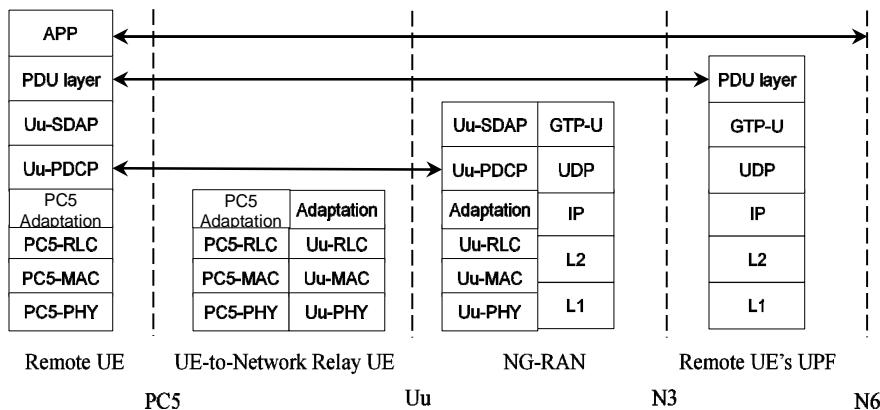 APP
PDU layer
PDU layer
Uu-SDAP
Uu-SDAP
GTP-U
GTP-U
Uu-PDCP
Uu-PDCP
UDP
UDP
PC5
Adaptation
PC5
Adaptation
Adaptation
Adaptation
IP
IP
PC5-RLC
PC5-RLC
Uu-RLC
Uu-RLC
L2
L2
PC5-MAC
PC5-MAC
Uu-MAC
Uu-MAC
PC5-PHY
PC5-PHY
Uu-PHY
Uu-PHY
L1
L1
Remote UE
UE-to-Network Relay UE
NG-RAN
Remote UE's UPF
PC5
Uu
N3
N6